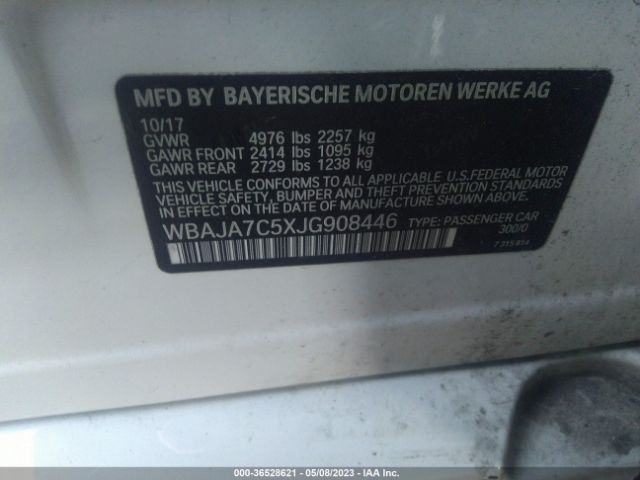 MFD BY BAYERISCHE MOTOREN WERKE AG
10/17
GVWR 4976 lbs 2257 kg
GAWR FRONT 2414 lbs 1095 kg
GAWR REAR 2729 lbs 1238 kg
THIS VEHICLE CONFORMS TO ALL APPLICABLE U.S.FEDERAL MOTOR
VEHICLE SAFETY, BUMPER, AND THEFT PREVENTION STANDARDS
IN EFFECT ON THE DATE OF MANUFACTURE SHOWN ABOVE.
WBAJA7C5XJG908446 TYPE: PASSENGER CAR
300/0
7 315 854
000-36528621 | 05/08/2023 - IAA Inc.